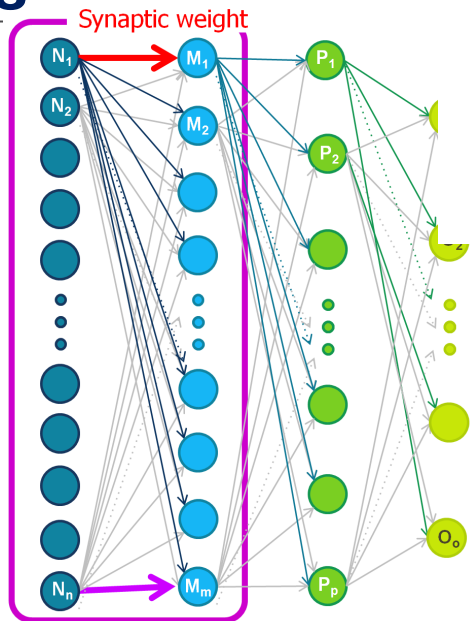 Synaptic weight
N₁ M₁ P₁
N₂ M₂ P₂
Nₙ Mₘ Pₚ Oₒ